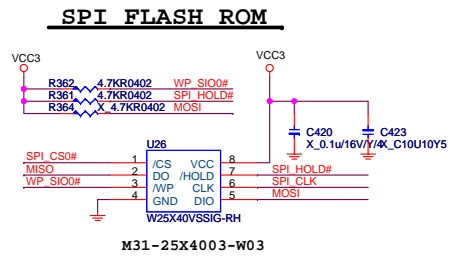 SPI FLASH ROM
VCC3
VCC3
R362 4.7KR0402 WP_SIO0#
R361 4.7KR0402 SPI_HOLD#
R364 X_4.7KR0402 MOSI
C420
X_0.1u/16V/Y/4
C423
X_C10U10Y5
U26
SPI_CS0# 1 /CS VCC 8
MISO 2 DO /HOLD 7 SPI_HOLD#
WP_SIO0# 3 /WP CLK 6 SPI_CLK
4 GND DIO 5 MOSI
W25X40VSSIG-RH
M31-25X4003-W03